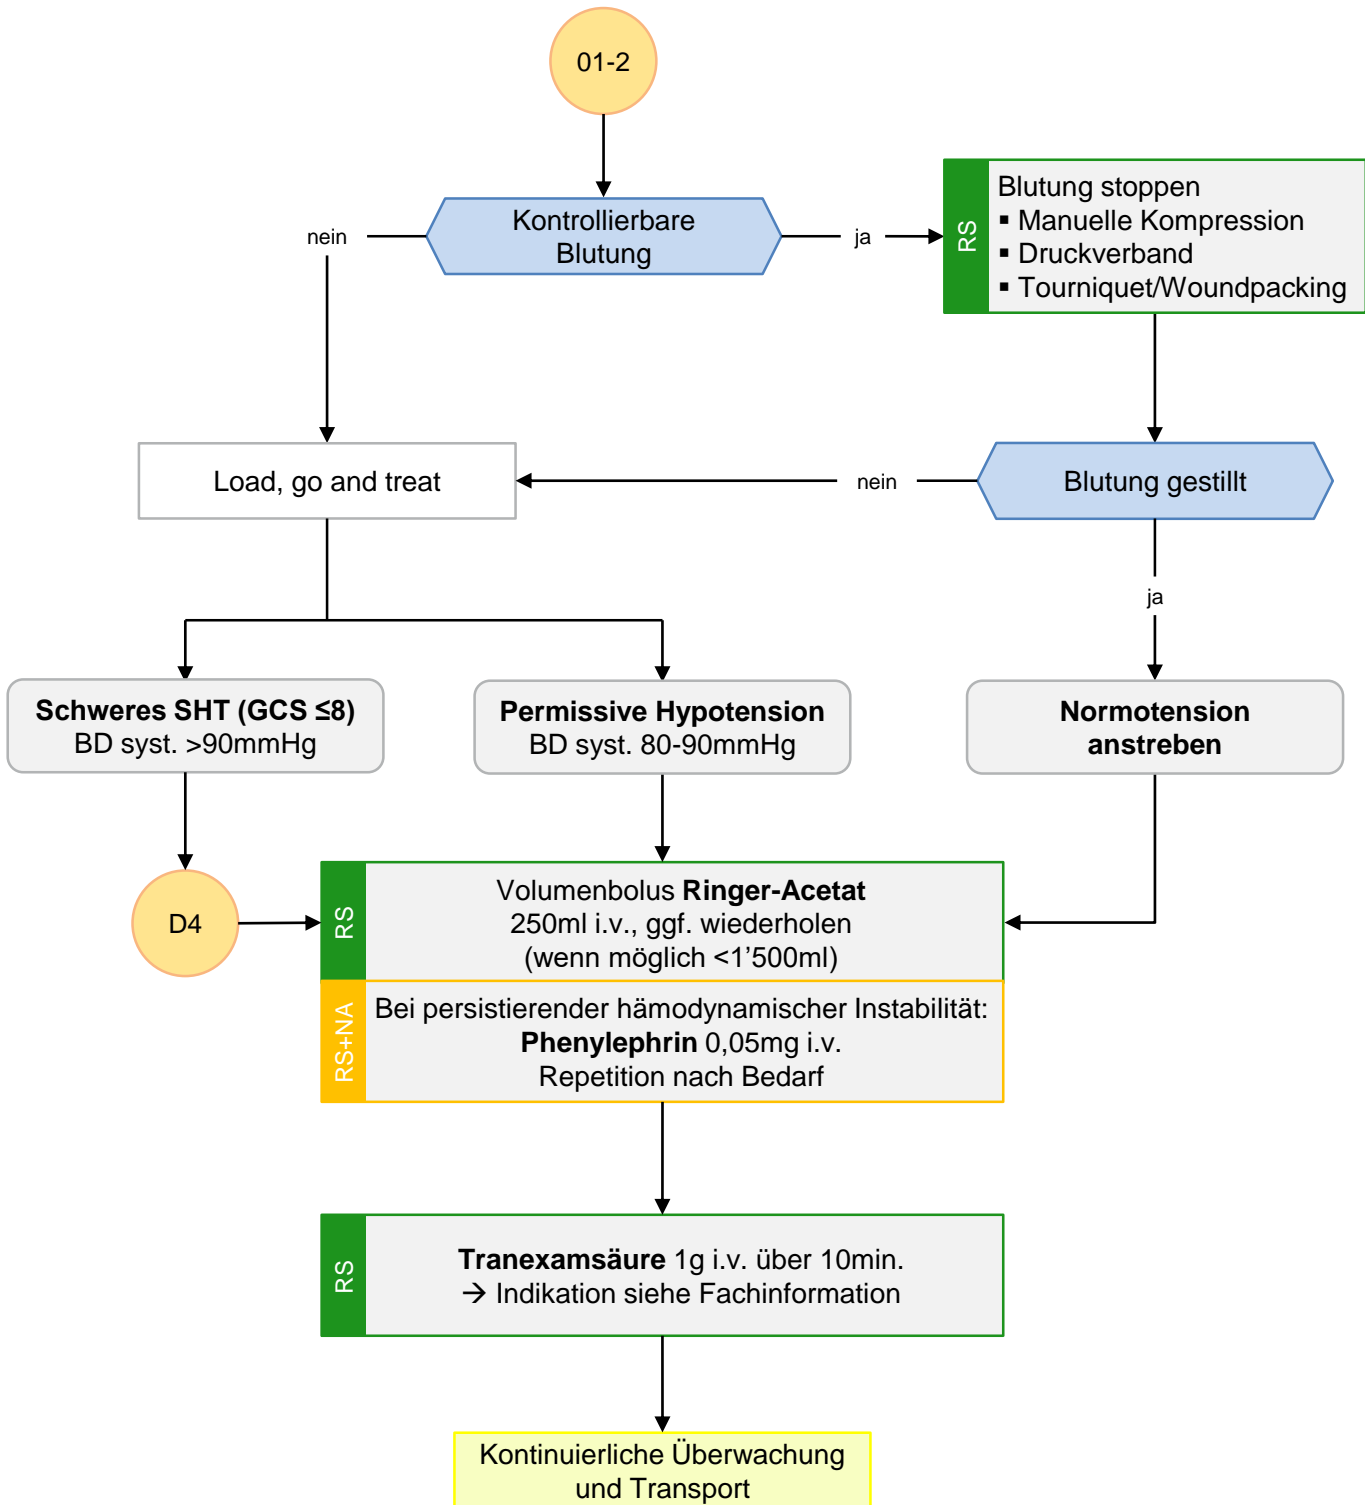 01-2
Kontrollierbare
Blutung
nein
ja
RS
Blutung stoppen
▪ Manuelle Kompression
▪ Druckverband
▪ Tourniquet/Woundpacking
Load, go and treat
nein
Blutung gestillt
ja
Schweres SHT (GCS ≤8)
BD syst. >90mmHg
Permissive Hypotension
BD syst. 80-90mmHg
Normotension
anstreben
D4
RS
Volumenbolus Ringer-Acetat
250ml i.v., ggf. wiederholen
(wenn möglich <1’500ml)
RS+NA
Bei persistierender hämodynamischer Instabilität:
Phenylephrin 0,05mg i.v.
Repetition nach Bedarf
RS
Tranexamsäure 1g i.v. über 10min.
→ Indikation siehe Fachinformation
Kontinuierliche Überwachung
und Transport